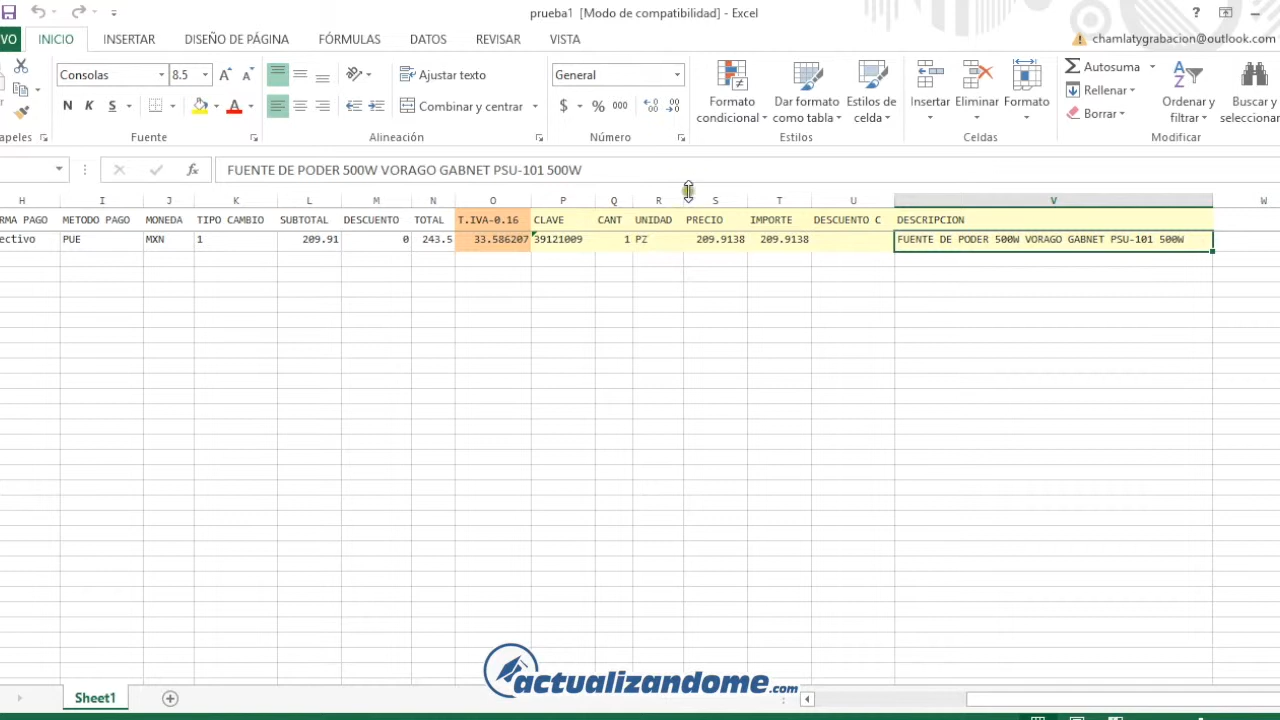 prueba1 [Modo de compatibilidad] - Excel
?
VO INICIO INSERTAR DISEÑO DE PÁGINA FÓRMULAS DATOS REVISAR VISTA chamlatygrabacion@outlook.com
Consolas 8.5 Ajustar texto General Autosuma
N K S Combinar y centrar $ % 000 Formato condicional Dar formato como tabla Estilos de celda Insertar Eliminar Formato Rellenar Ordenar y filtrar Buscar y seleccionar
Borrar
apeles Fuente Alineación Número Estilos Celdas Modificar
fx FUENTE DE PODER 500W VORAGO GABNET PSU-101 500W
H I J K L M N O P Q R S T U V W
RMA PAGO METODO PAGO MONEDA TIPO CAMBIO SUBTOTAL DESCUENTO TOTAL T.IVA-0.16 CLAVE CANT UNIDAD PRECIO IMPORTE DESCUENTO C DESCRIPCION
ectivo PUE MXN 1 209.91 0 243.5 33.586207 39121009 1 PZ 209.9138 209.9138 FUENTE DE PODER 500W VORAGO GABNET PSU-101 500W
actualizandome.com
Sheet1